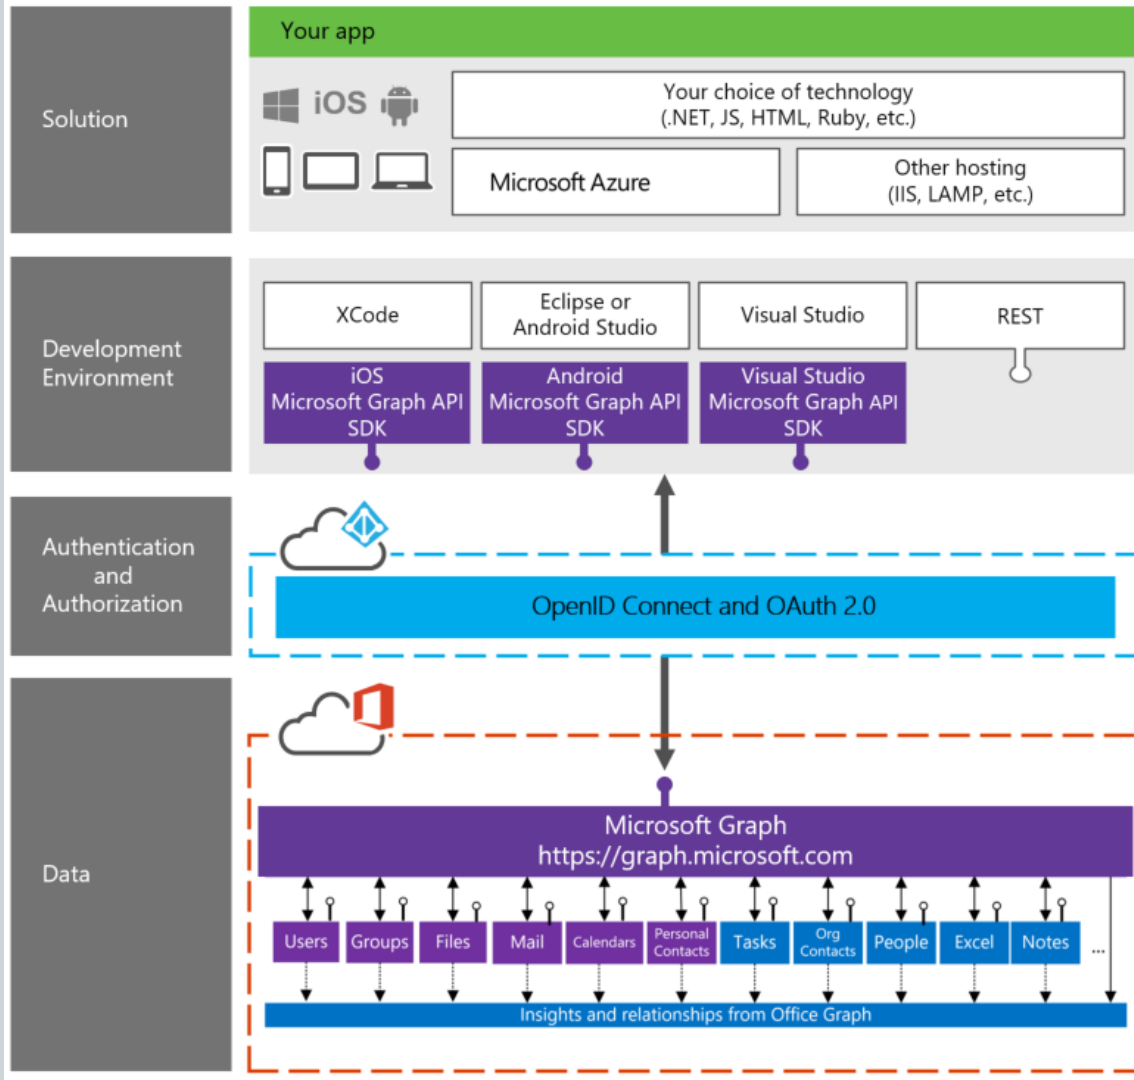 Your app
Solution
iOS
Your choice of technology
(.NET, JS, HTML, Ruby, etc.)
Microsoft Azure
Other hosting
(IIS, LAMP, etc.)
Development
Environment
XCode
Eclipse or
Android Studio
Visual Studio
REST
iOS
Microsoft Graph API
SDK
Android
Microsoft Graph API
SDK
Visual Studio
Microsoft Graph API
SDK
Authentication
and
Authorization
OpenID Connect and OAuth 2.0
Data
Microsoft Graph
https://graph.microsoft.com
Users
Groups
Files
Mail
Calendars
Personal
Contacts
Tasks
Org
Contacts
People
Excel
Notes
...
Insights and relationships from Office Graph